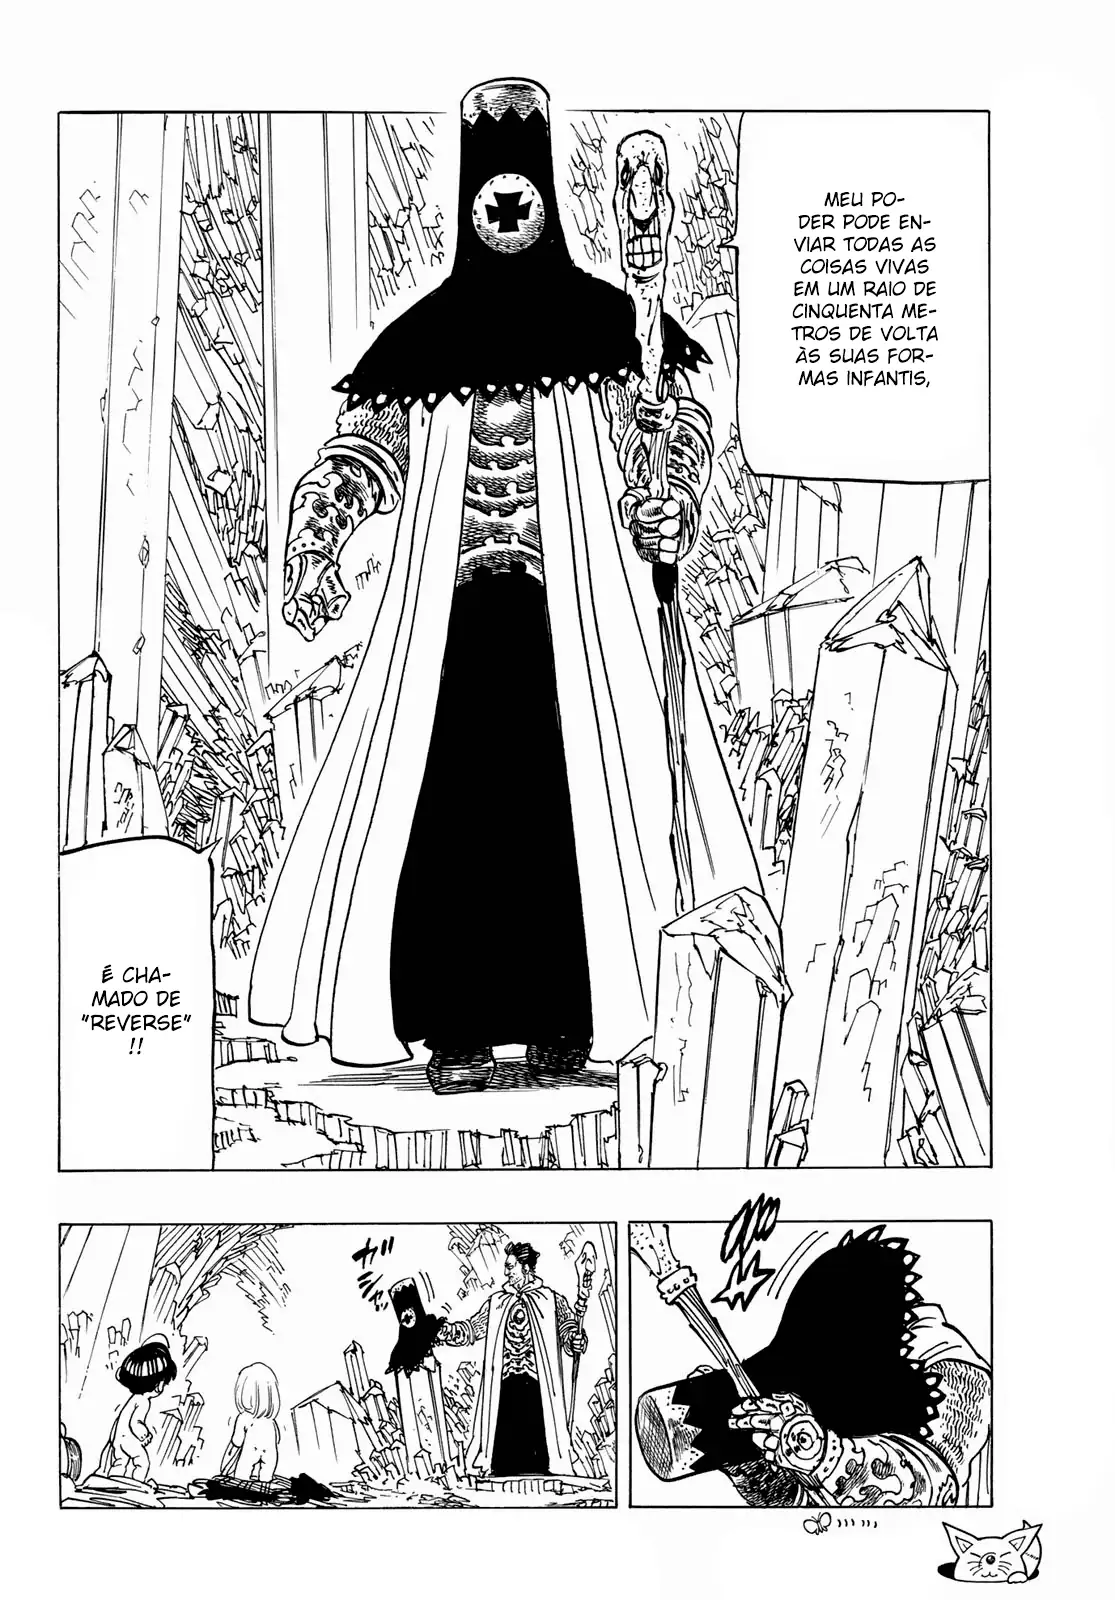 MEU PO-
DER PODE EN-
VIAR TODAS AS
COISAS VIVAS
EM UM RAIO DE
CINQUENTA ME-
TROS DE VOLTA
ÀS SUAS FOR-
MAS INFANTIS,
É CHA-
MADO DE
"REVERSE"
!!